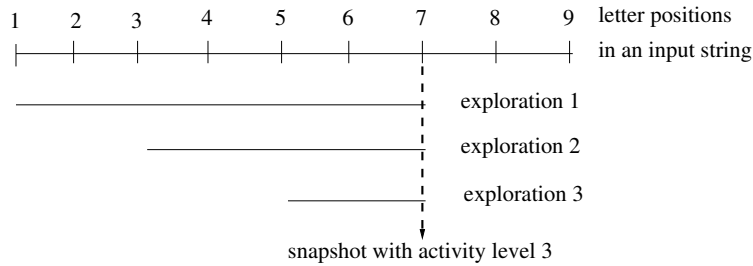 1 2 3 4 5 6 7 8 9 letter positions
in an input string
exploration 1
exploration 2
exploration 3
snapshot with activity level 3